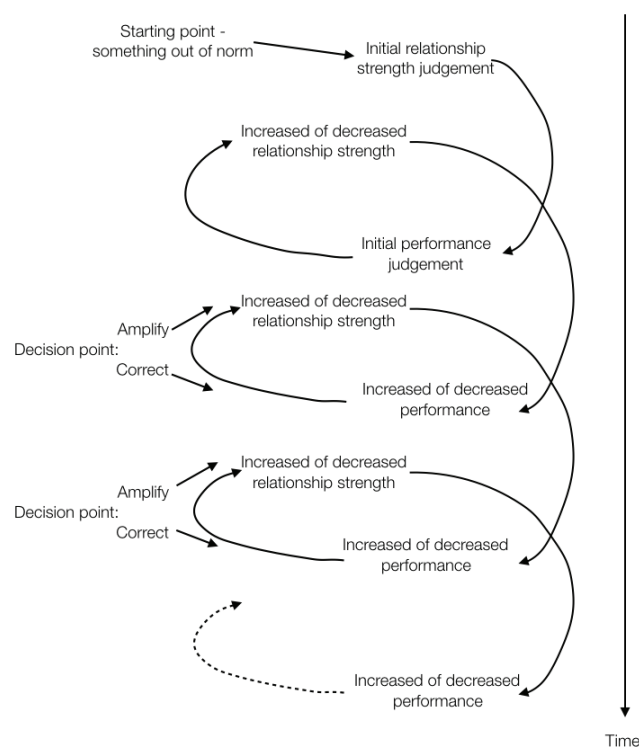 Starting point -
something out of norm
Initial relationship
strength judgement
Increased of decreased
relationship strength
Initial performance
judgement
Increased of decreased
relationship strength
Amplify
Decision point:
Correct
Increased of decreased
performance
Increased of decreased
relationship strength
Amplify
Decision point:
Correct
Increased of decreased
performance
Increased of decreased
performance
Time